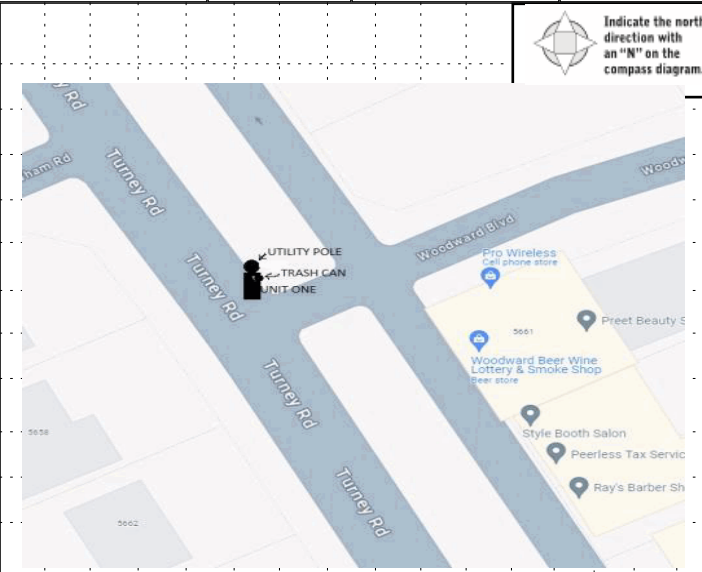 Indicate the north
direction with
an “N” on the
compass diagram.
y Rd
ham Rd
Turney Rd
Woodw
Woodward Blvd
UTILITY POLE
Pro Wireless
Cell phone store
TRASH CAN
Turney Rd
UNIT ONE
Preet Beauty S
5661
Woodward Beer Wine
Lottery & Smoke Shop
Beer store
Turney Rd
5658
Style Booth Salon
Peerless Tax Servic
Ray's Barber Sh
Turney Rd
5662